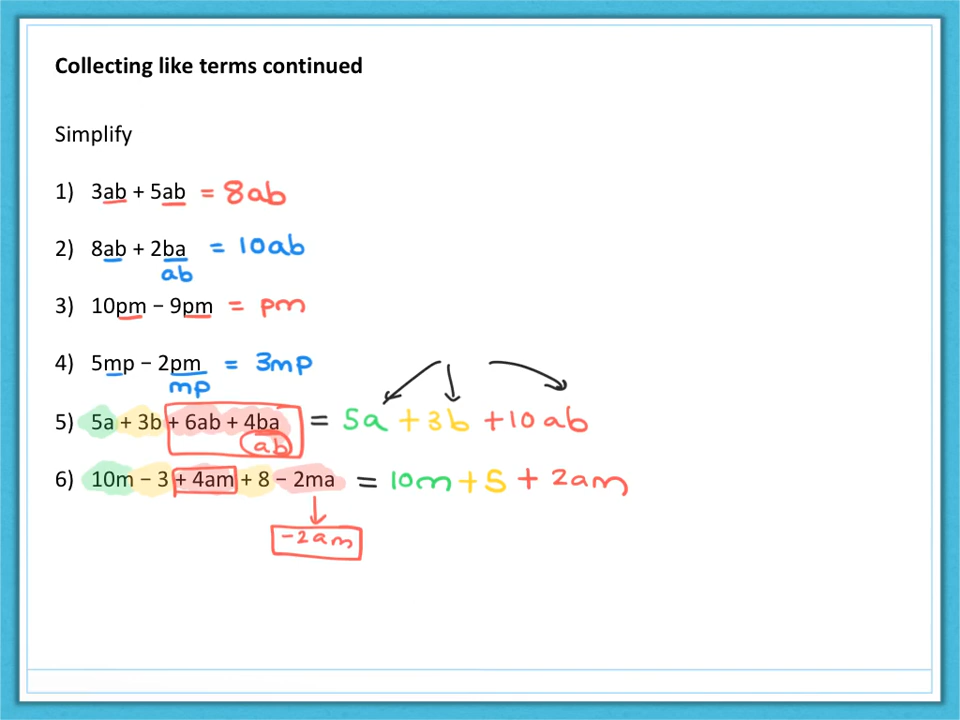 Collecting like terms continued
Simplify
1) 3ab + 5ab = 8ab
2) 8ab + 2ba = 10ab
ab
3) 10pm − 9pm = pm
4) 5mp − 2pm = 3mp
mp
5) 5a + 3b + 6ab + 4ba = 5a + 3b + 10ab
ab
6) 10m − 3 + 4am + 8 − 2ma = 10m + 5 + 2am
-2am